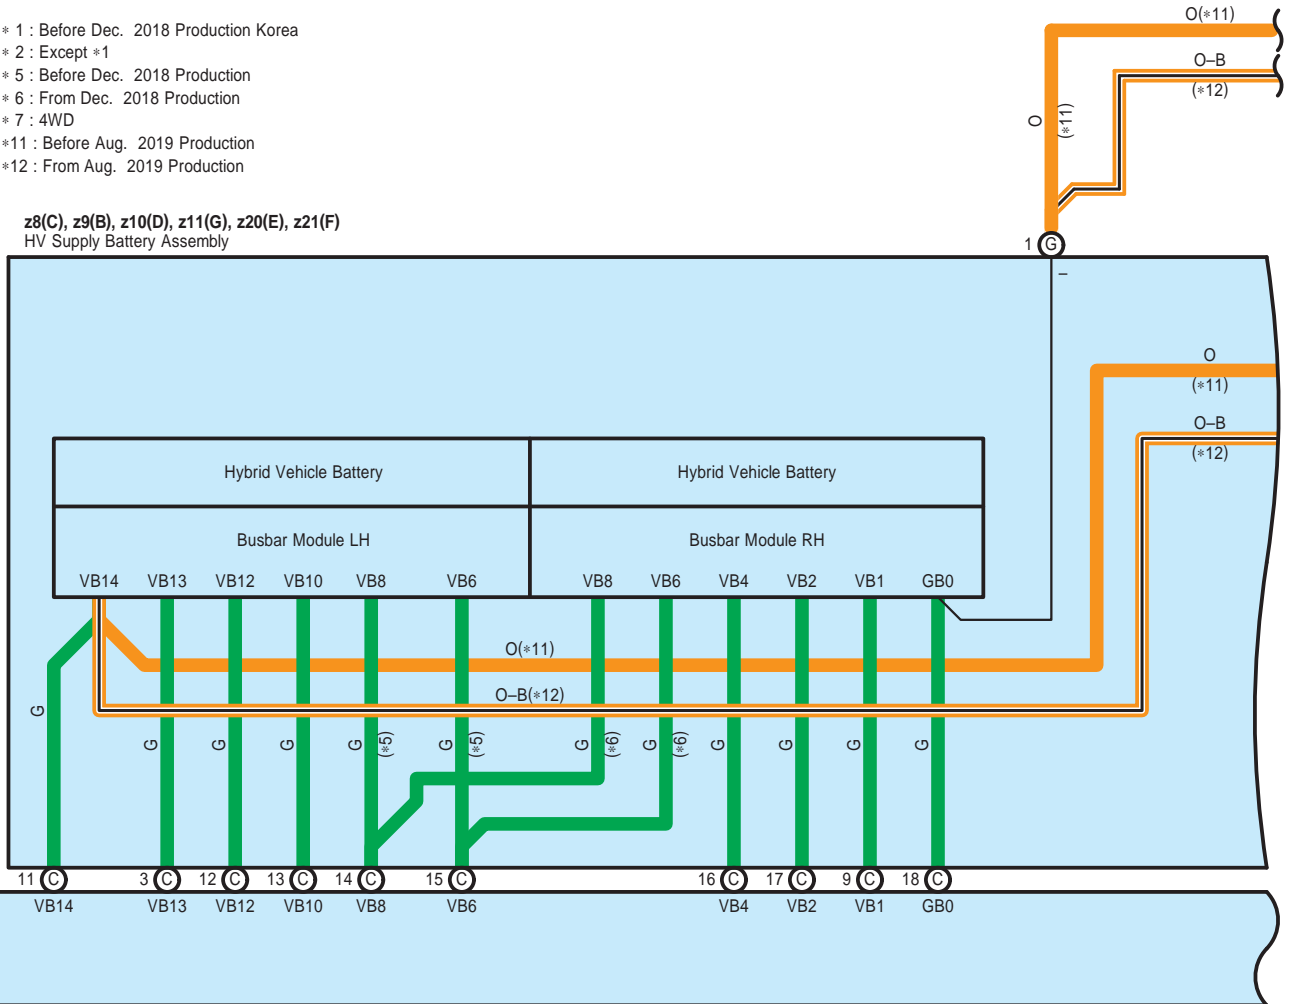 ∗ 1 : Before Dec. 2018 Production Korea
∗ 2 : Except ∗1
∗ 5 : Before Dec. 2018 Production
∗ 6 : From Dec. 2018 Production
∗ 7 : 4WD
∗11 : Before Aug. 2019 Production
∗12 : From Aug. 2019 Production
O(∗11)
O–B
(∗12)
O
(∗11)
z8(C), z9(B), z10(D), z11(G), z20(E), z21(F)
HV Supply Battery Assembly
1 G
–
O
(∗11)
O–B
(∗12)
Hybrid Vehicle Battery Hybrid Vehicle Battery
Busbar Module LH Busbar Module RH
VB14 VB13 VB12 VB10 VB8 VB6 VB8 VB6 VB4 VB2 VB1 GB0
O(∗11)
O–B(∗12)
G
G G G G (∗5) G (∗5) G (∗6) G (∗6) G G G G
11 C 3 C 12 C 13 C 14 C 15 C 16 C 17 C 9 C 18 C
VB14 VB13 VB12 VB10 VB8 VB6 VB4 VB2 VB1 GB0